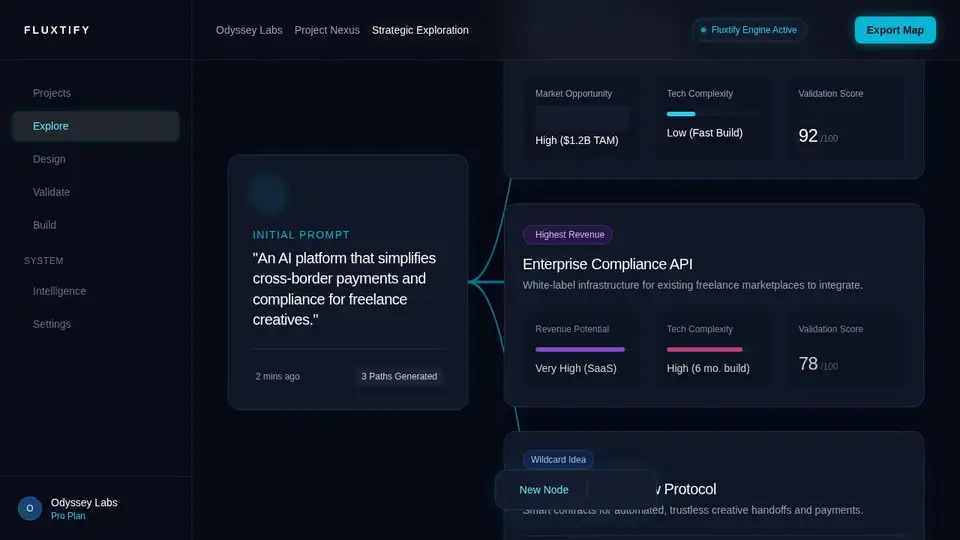 FLUXTIFY
Odyssey Labs
Project Nexus
Strategic Exploration
Fluxtify Engine Active
Export Map
Projects
Explore
Design
Validate
Build
SYSTEM
Intelligence
Settings
O
Odyssey Labs
Pro Plan
INITIAL PROMPT
"An AI platform that simplifies
cross-border payments and
compliance for freelance
creatives."
2 mins ago
3 Paths Generated
Market Opportunity
High ($1.2B TAM)
Tech Complexity
Low (Fast Build)
Validation Score
92 /100
Highest Revenue
Enterprise Compliance API
White-label infrastructure for existing freelance marketplaces to integrate.
Revenue Potential
Very High (SaaS)
Tech Complexity
High (6 mo. build)
Validation Score
78 /100
Wildcard Idea
Protocol
Smart contracts for automated, trustless creative handoffs and payments.
New Node